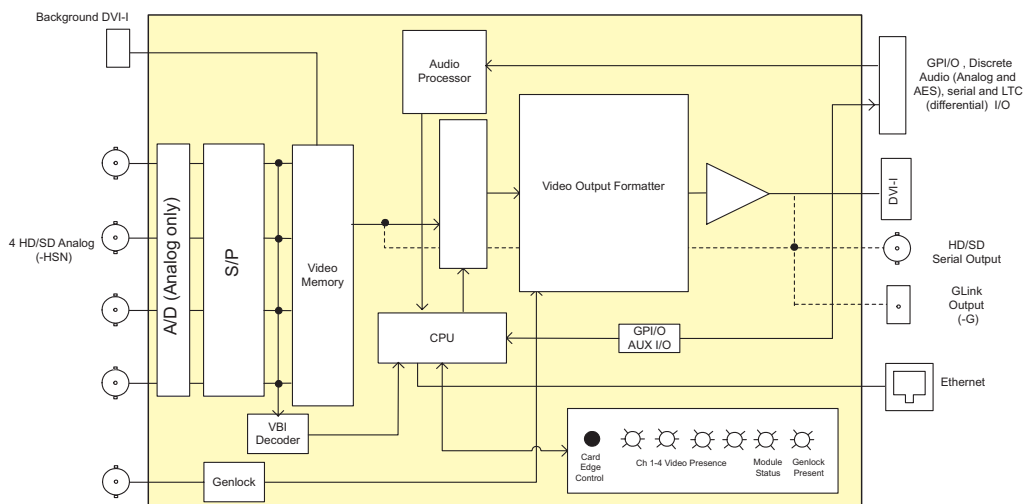 Background DVI-I
Audio
Processor
GPI/O , Discrete
Audio (Analog and
AES), serial and LTC
(differential) I/O
4 HD/SD Analog
(-HSN)
A/D (Analog only)
S/P
Video
Memory
Video Output Formatter
DVI-I
HD/SD
Serial Output
GLink
Output
(-G)
CPU
GPI/O
AUX I/O
Ethernet
VBI
Decoder
Genlock
Card
Edge
Control
Ch 1-4 Video Presence
Module
Status
Genlock
Present